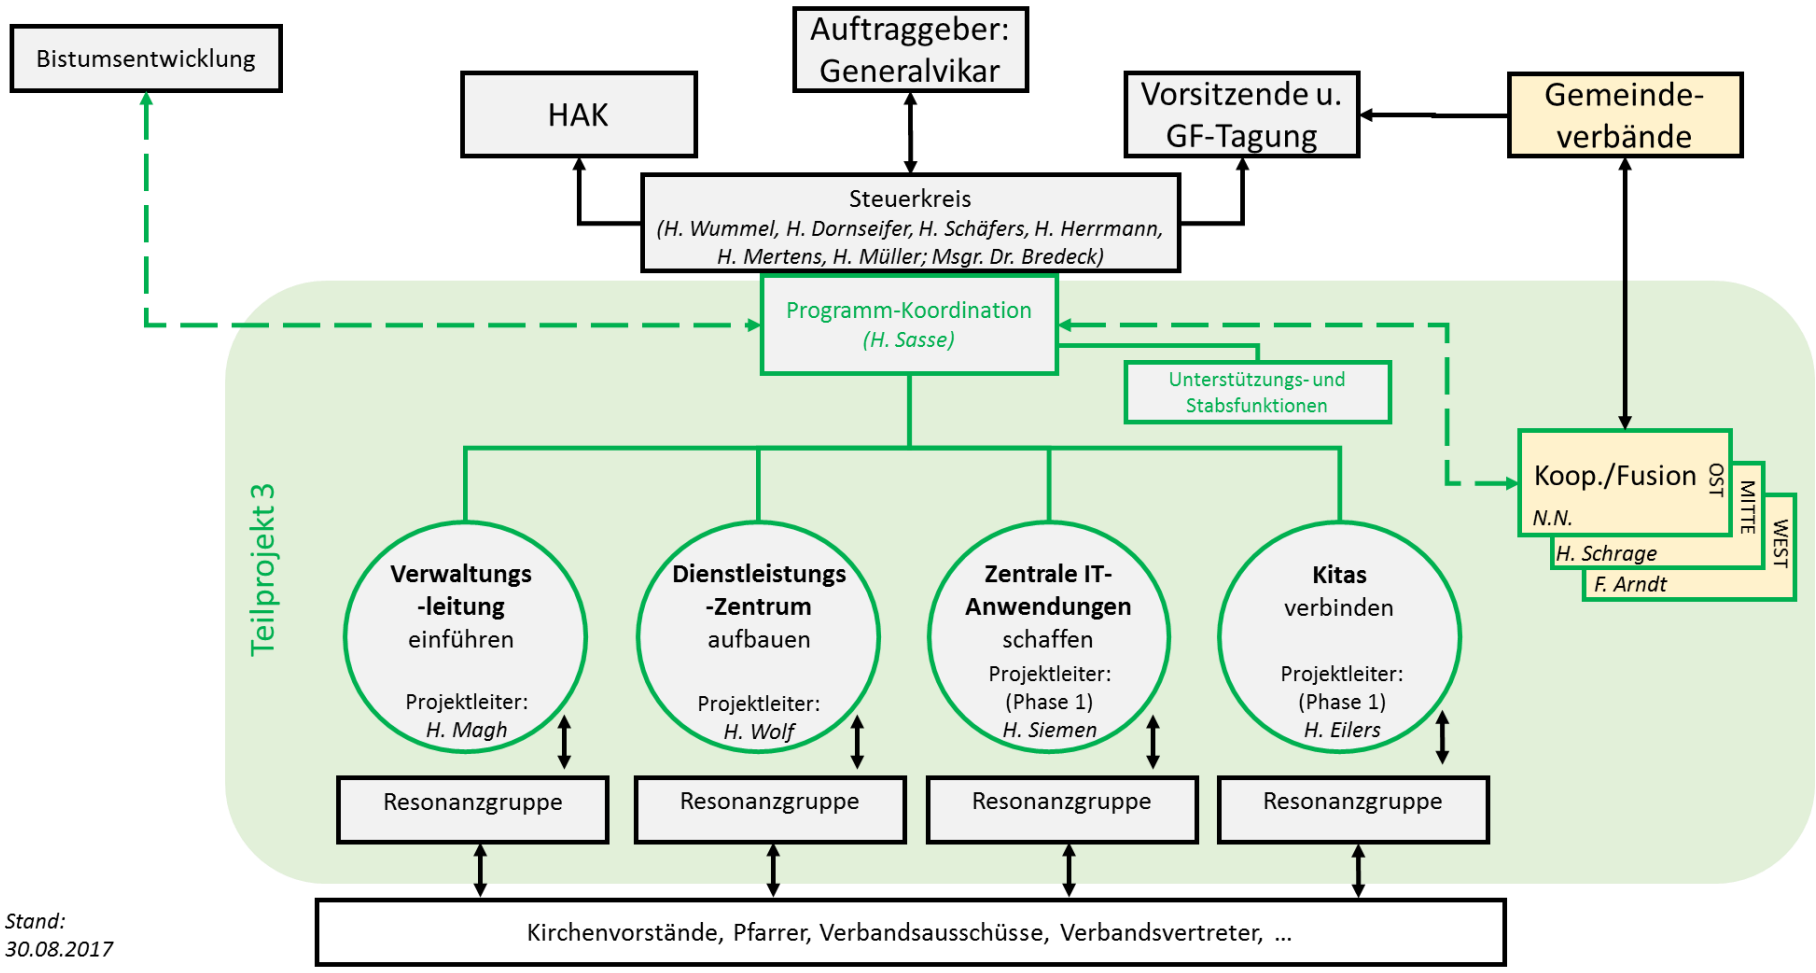 Bistumsentwicklung
HAK
Auftraggeber:
Generalvikar
Vorsitzende u.
GF-Tagung
Gemeinde-
verbände
Steuerkreis
(H. Wummel, H. Dornseifer, H. Schäfers, H. Herrmann,
H. Mertens, H. Müller; Msgr. Dr. Bredeck)
Programm-Koordination
(H. Sasse)
Unterstützungs- und
Stabsfunktionen
Koop./Fusion
N.N.
OST
H. Schrage
MITTE
F. Arndt
WEST
Teilprojekt 3
Verwaltungs
-leitung
einführen
Projektleiter:
H. Magh
Dienstleistungs
-Zentrum
aufbauen
Projektleiter:
H. Wolf
Zentrale IT-
Anwendungen
schaffen
Projektleiter:
(Phase 1)
H. Siemen
Kitas
verbinden
Projektleiter:
(Phase 1)
H. Eilers
Resonanzgruppe
Resonanzgruppe
Resonanzgruppe
Resonanzgruppe
Kirchenvorstände, Pfarrer, Verbandsausschüsse, Verbandsvertreter, ...
Stand:
30.08.2017